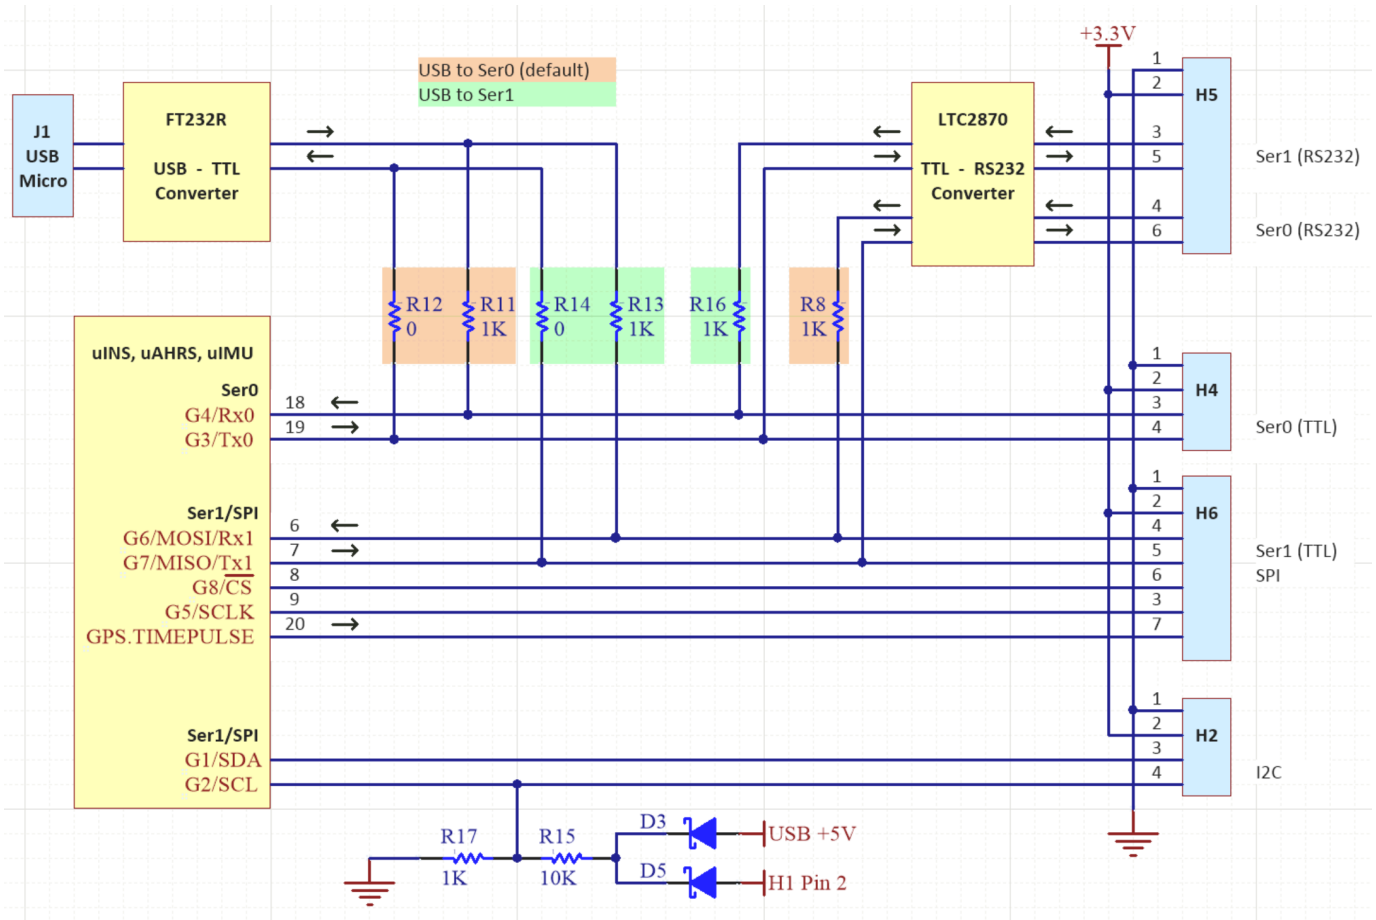 +3.3V
USB to Ser0 (default)
USB to Ser1
J1
USB
Micro
FT232R
USB - TTL
Converter
LTC2870
TTL - RS232
Converter
1
2
3
5
4
6
H5
Ser1 (RS232)
Ser0 (RS232)
R12
0
R11
1K
R14
0
R13
1K
R16
1K
R8
1K
uINS, uAHRS, uIMU
Ser0
G4/Rx0
18
G3/Tx0
19
1
2
3
4
H4
Ser0 (TTL)
Ser1/SPI
G6/MOSI/Rx1
6
G7/MISO/Tx1
7
G8/CS
8
G5/SCLK
9
GPS.TIMEPULSE
20
1
2
4
5
6
3
7
H6
Ser1 (TTL)
SPI
Ser1/SPI
G1/SDA
G2/SCL
1
2
3
4
H2
I2C
R17
1K
R15
10K
D3
USB +5V
D5
H1 Pin 2